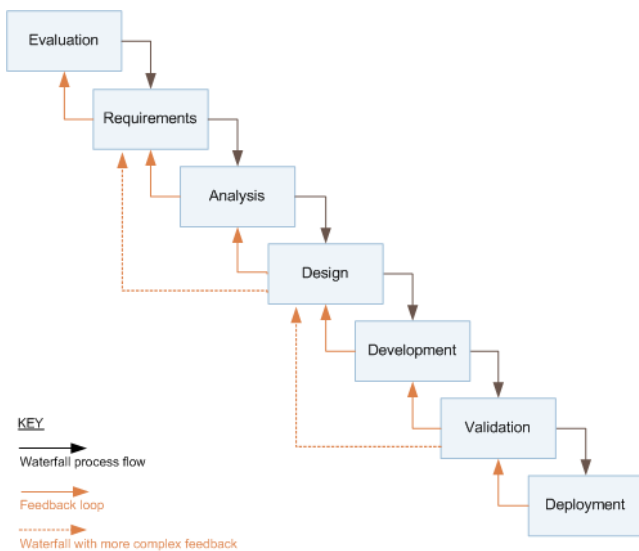 Evaluation
Requirements
Analysis
Design
Development
Validation
Deployment
KEY
Waterfall process flow
Feedback loop
Waterfall with more complex feedback